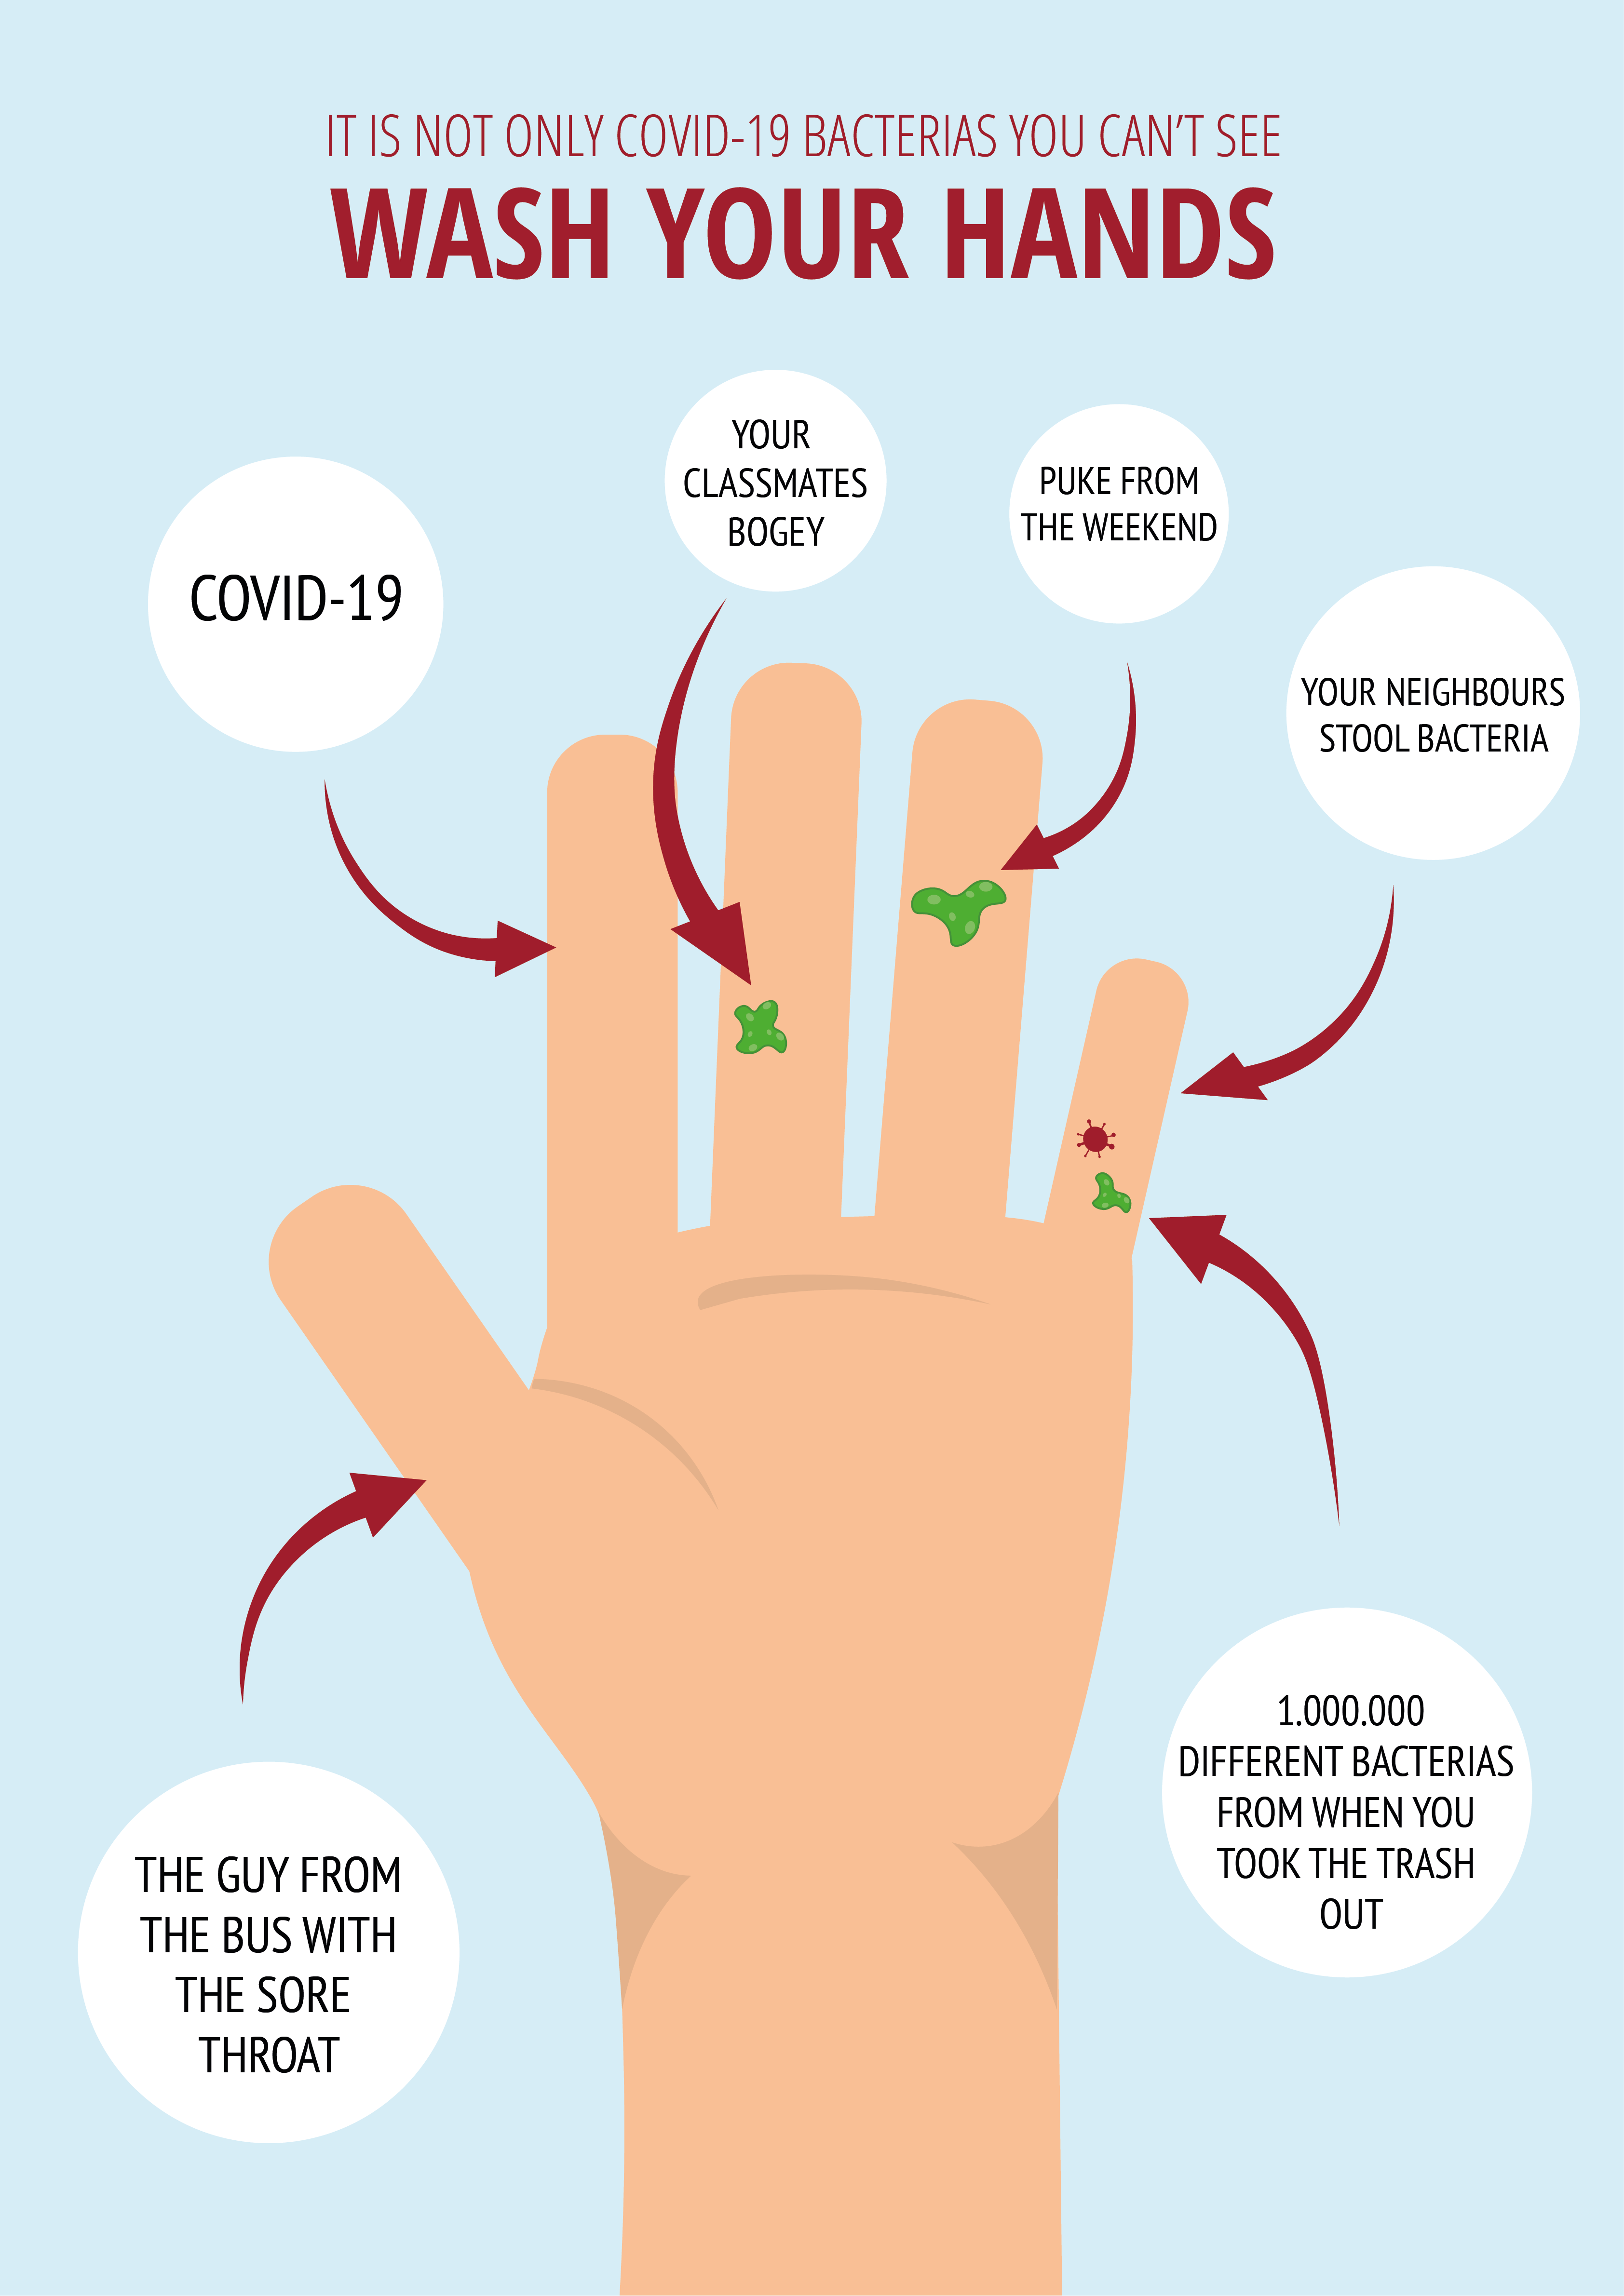 IT IS NOT ONLY COVID-19 BACTERIAS YOU CAN'T SEE
WASH YOUR HANDS
COVID-19
YOUR
CLASSMATES
BOGEY
PUKE FROM
THE WEEKEND
YOUR NEIGHBOURS
STOOL BACTERIA
THE GUY FROM
THE BUS WITH
THE SORE
THROAT
1.000.000
DIFFERENT BACTERIAS
FROM WHEN YOU
TOOK THE TRASH
OUT